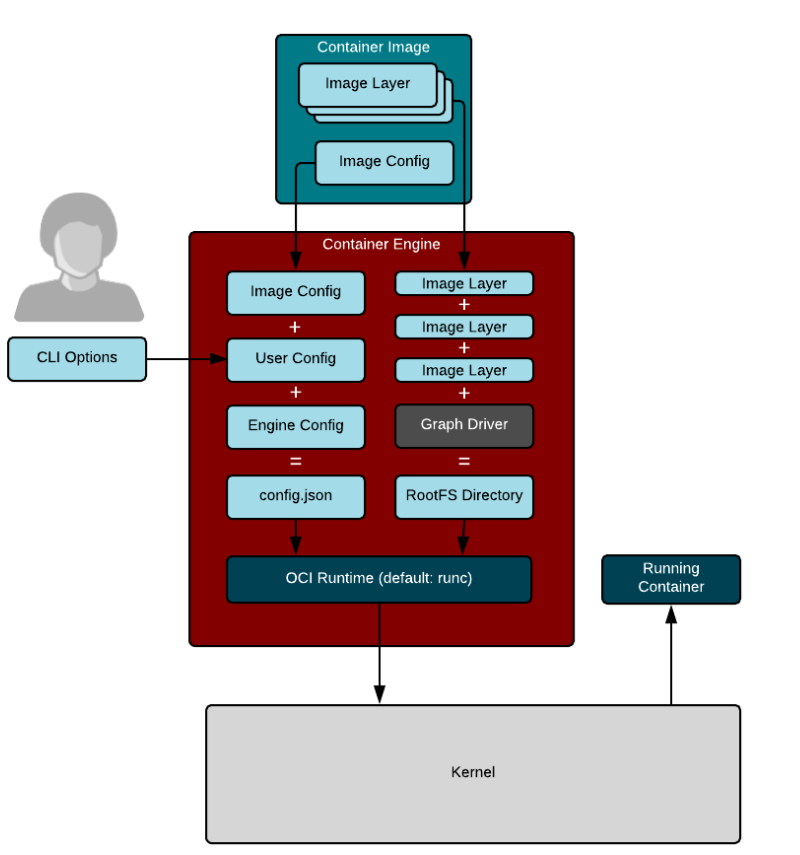 Container Image
Image Layer
Image Config
Container Engine
Image Config
+
User Config
+
Engine Config
=
config.json
Image Layer
+
Image Layer
+
Image Layer
+
Graph Driver
=
RootFS Directory
CLI Options
OCI Runtime (default: runc)
Running
Container
Kernel